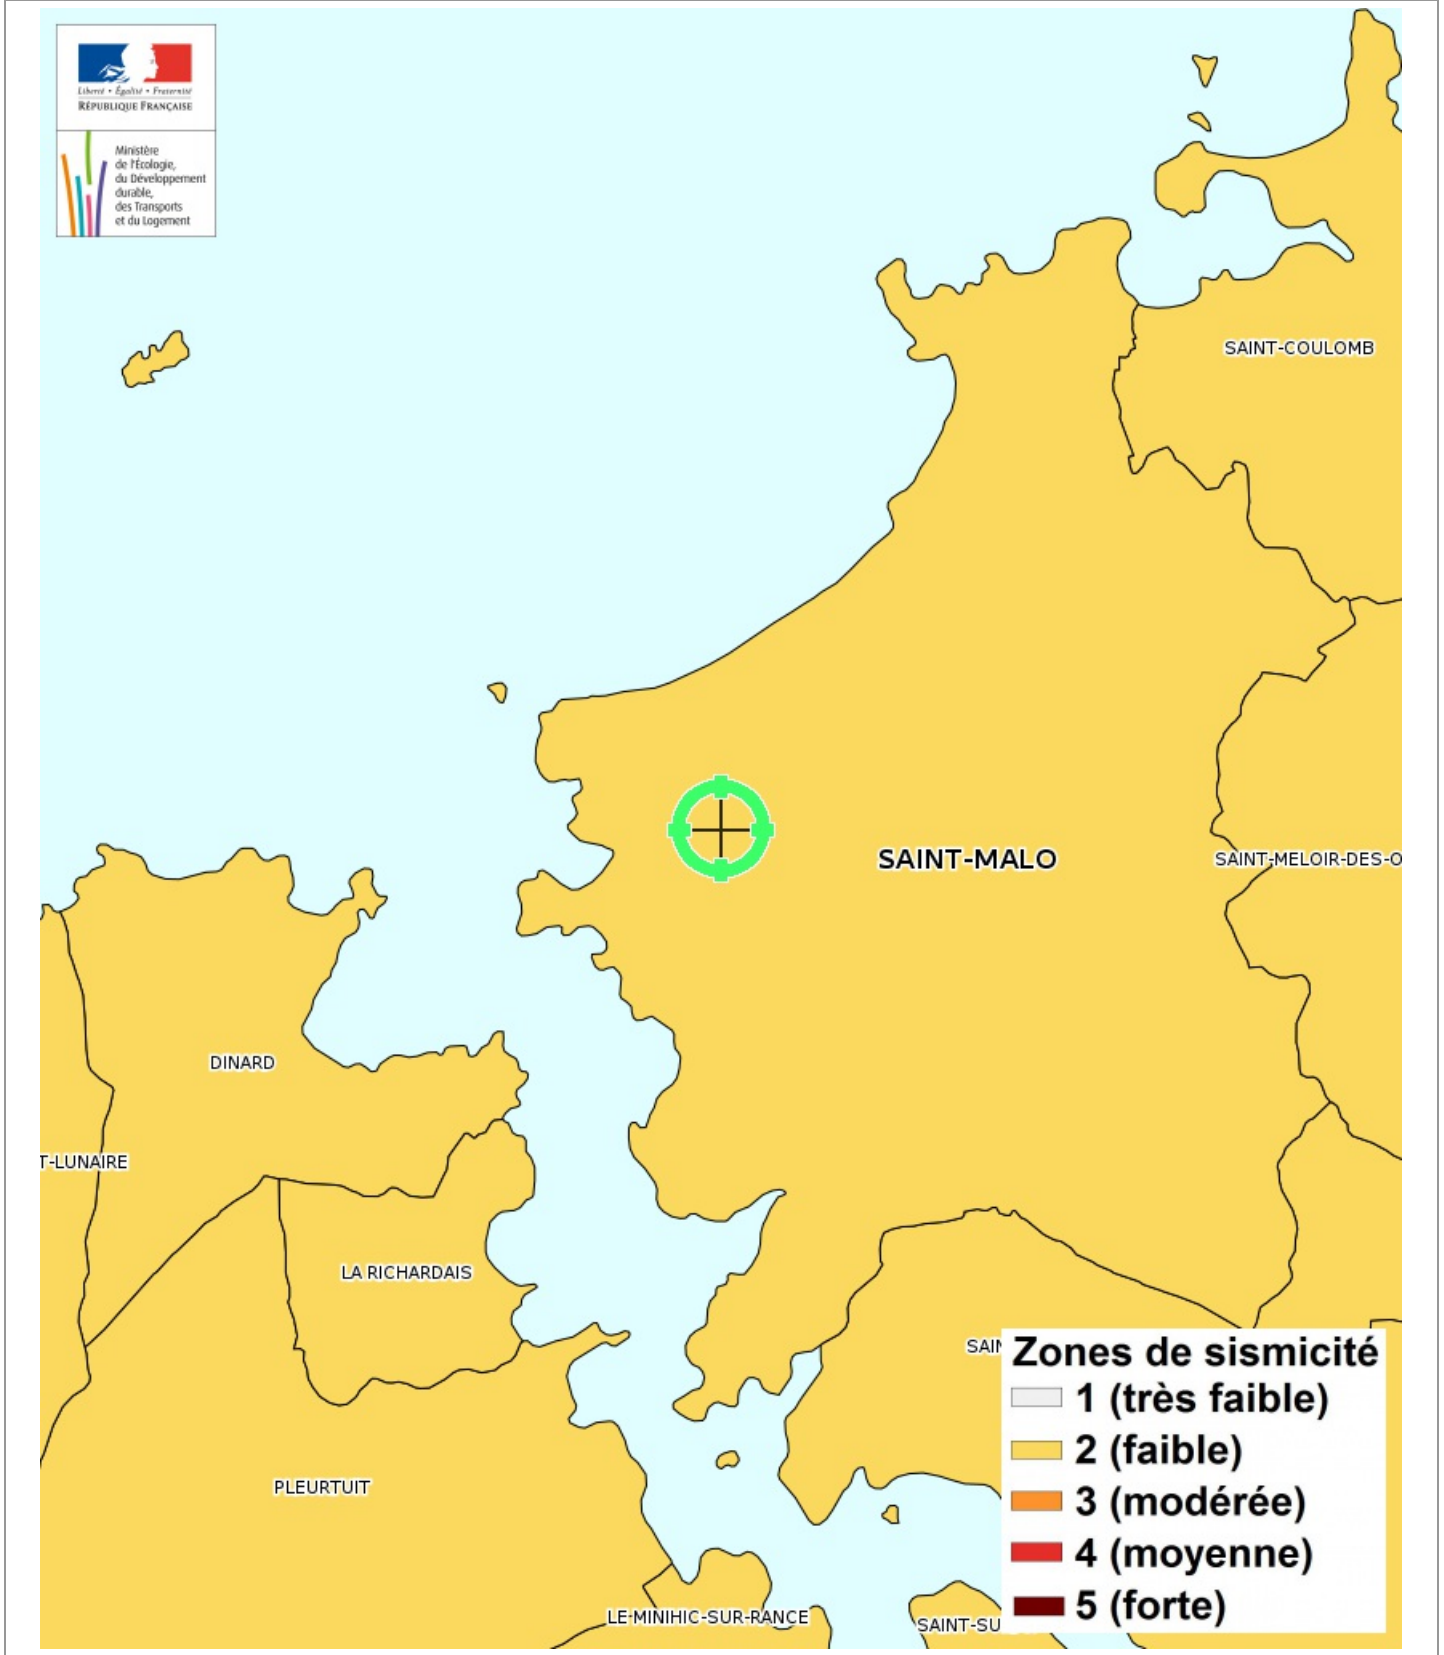 Liberté • Égalité • Fraternité
RÉPUBLIQUE FRANÇAISE
Ministère
de l'Écologie,
du Développement
durable,
des Transports
et du Logement
SAINT-COULOMB
SAINT-MALO
SAINT-MELOIR-DES-O
DINARD
T-LUNAIRE
LA RICHARDAIS
SAIN
PLEURTUIT
LE-MINIHIC-SUR-RANCE
SAINT-SU
Zones de sismicité
1 (très faible)
2 (faible)
3 (modérée)
4 (moyenne)
5 (forte)